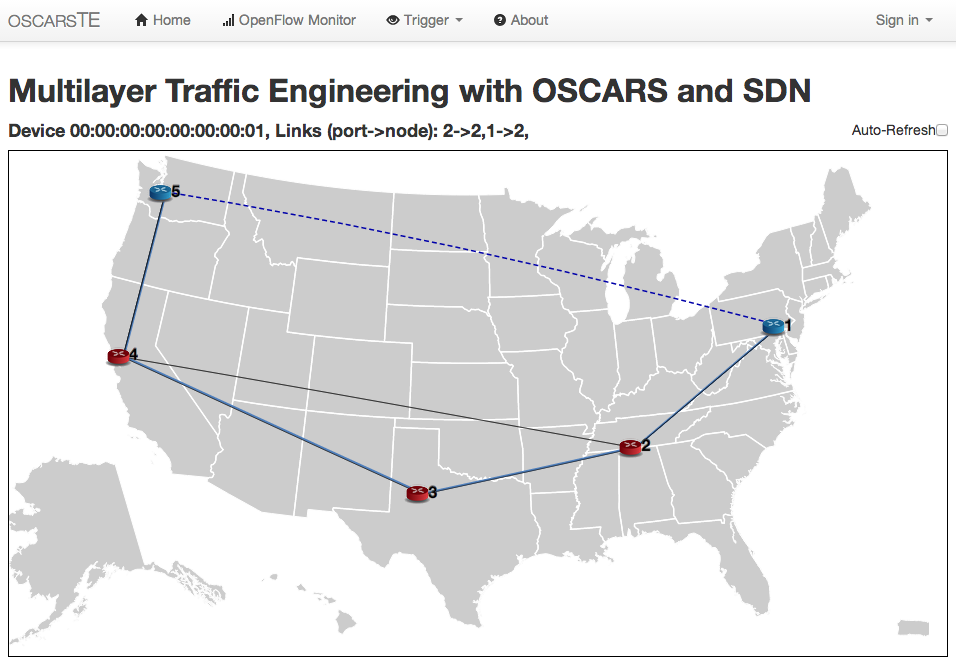 OSCARSTE Home OpenFlow Monitor Trigger About Sign in
Multilayer Traffic Engineering with OSCARS and SDN
Device 00:00:00:00:00:00:00:01, Links (port->node): 2->2,1->2, Auto-Refresh
5
1
4
2
3